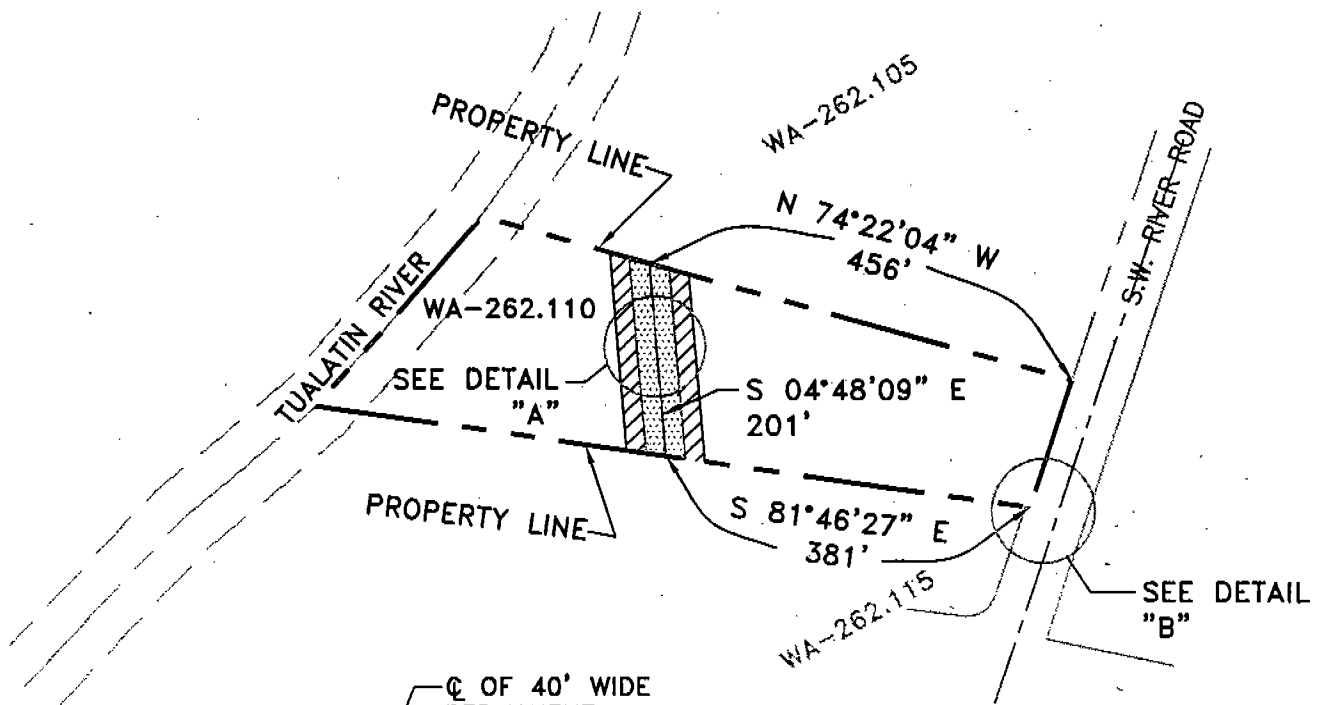 WA-262.105
PROPERTY LINE
S.W. RIVER ROAD
N 74°22'04" W
456'
TUALATIN RIVER
WA-262.110
SEE DETAIL
"A"
S 04°48'09" E
201'
PROPERTY LINE
S 81°46'27" E
381'
WA-262.115
SEE DETAIL
"B"
℄ OF 40' WIDE